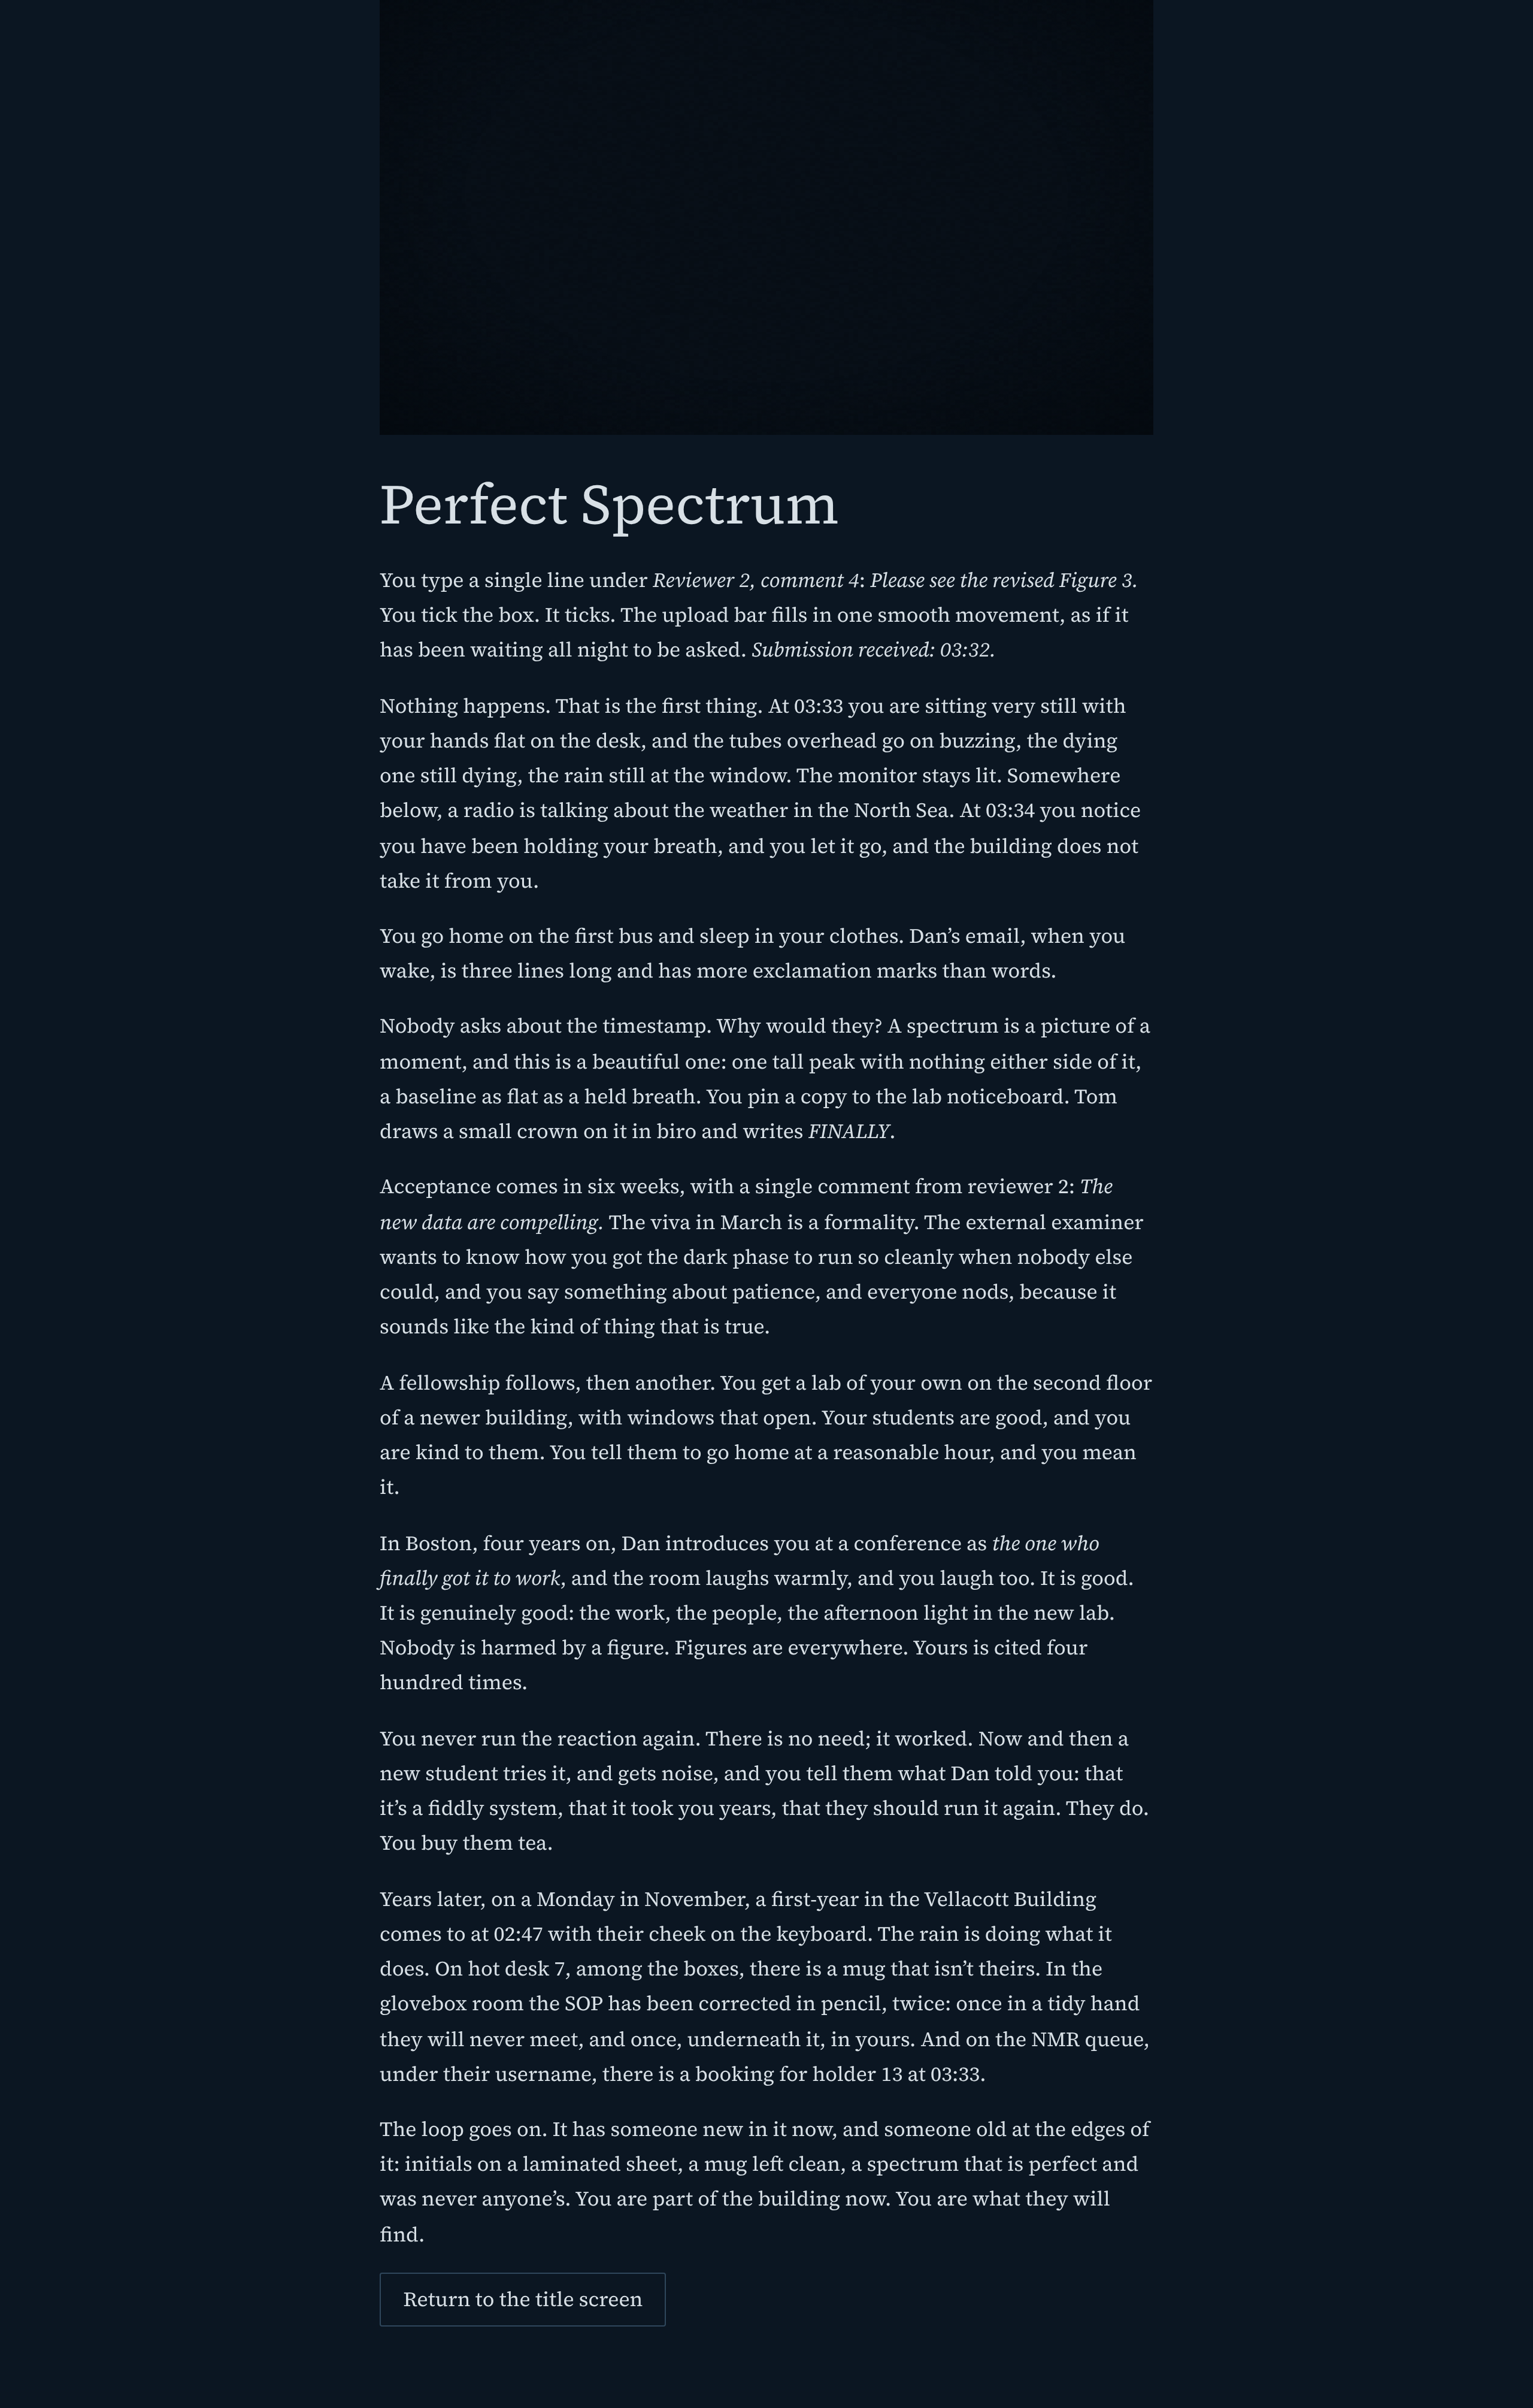 Perfect Spectrum
You type a single line under Reviewer 2, comment 4: Please see the revised Figure 3.
You tick the box. It ticks. The upload bar fills in one smooth movement, as if it
has been waiting all night to be asked. Submission received: 03:32.
Nothing happens. That is the first thing. At 03:33 you are sitting very still with
your hands flat on the desk, and the tubes overhead go on buzzing, the dying
one still dying, the rain still at the window. The monitor stays lit. Somewhere
below, a radio is talking about the weather in the North Sea. At 03:34 you notice
you have been holding your breath, and you let it go, and the building does not
take it from you.
You go home on the first bus and sleep in your clothes. Dan’s email, when you
wake, is three lines long and has more exclamation marks than words.
Nobody asks about the timestamp. Why would they? A spectrum is a picture of a
moment, and this is a beautiful one: one tall peak with nothing either side of it,
a baseline as flat as a held breath. You pin a copy to the lab noticeboard. Tom
draws a small crown on it in biro and writes FINALLY.
Acceptance comes in six weeks, with a single comment from reviewer 2: The
new data are compelling. The viva in March is a formality. The external examiner
wants to know how you got the dark phase to run so cleanly when nobody else
could, and you say something about patience, and everyone nods, because it
sounds like the kind of thing that is true.
A fellowship follows, then another. You get a lab of your own on the second floor
of a newer building, with windows that open. Your students are good, and you
are kind to them. You tell them to go home at a reasonable hour, and you mean
it.
In Boston, four years on, Dan introduces you at a conference as the one who
finally got it to work, and the room laughs warmly, and you laugh too. It is good.
It is genuinely good: the work, the people, the afternoon light in the new lab.
Nobody is harmed by a figure. Figures are everywhere. Yours is cited four
hundred times.
You never run the reaction again. There is no need; it worked. Now and then a
new student tries it, and gets noise, and you tell them what Dan told you: that
it’s a fiddly system, that it took you years, that they should run it again. They do.
You buy them tea.
Years later, on a Monday in November, a first-year in the Vellacott Building
comes to at 02:47 with their cheek on the keyboard. The rain is doing what it
does. On hot desk 7, among the boxes, there is a mug that isn’t theirs. In the
glovebox room the SOP has been corrected in pencil, twice: once in a tidy hand
they will never meet, and once, underneath it, in yours. And on the NMR queue,
under their username, there is a booking for holder 13 at 03:33.
The loop goes on. It has someone new in it now, and someone old at the edges of
it: initials on a laminated sheet, a mug left clean, a spectrum that is perfect and
was never anyone’s. You are part of the building now. You are what they will
find.
Return to the title screen